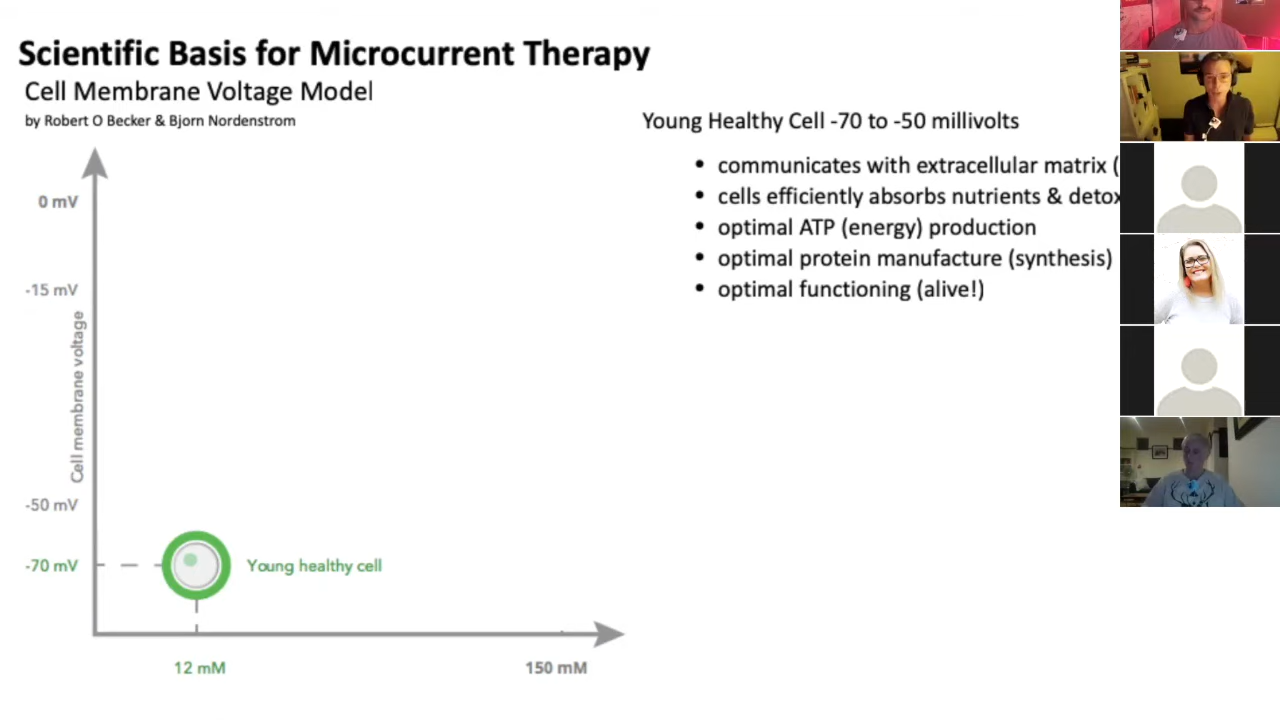 Scientific Basis for Microcurrent Therapy
Cell Membrane Voltage Model
by Robert O Becker & Bjorn Nordenstrom
Young Healthy Cell -70 to -50 millivolts
• communicates with extracellular matrix (
• cells efficiently absorbs nutrients & detox
• optimal ATP (energy) production
• optimal protein manufacture (synthesis)
• optimal functioning (alive!)
0 mV
-15 mV
Cell membrane voltage
-50 mV
-70 mV
Young healthy cell
12 mM
150 mM